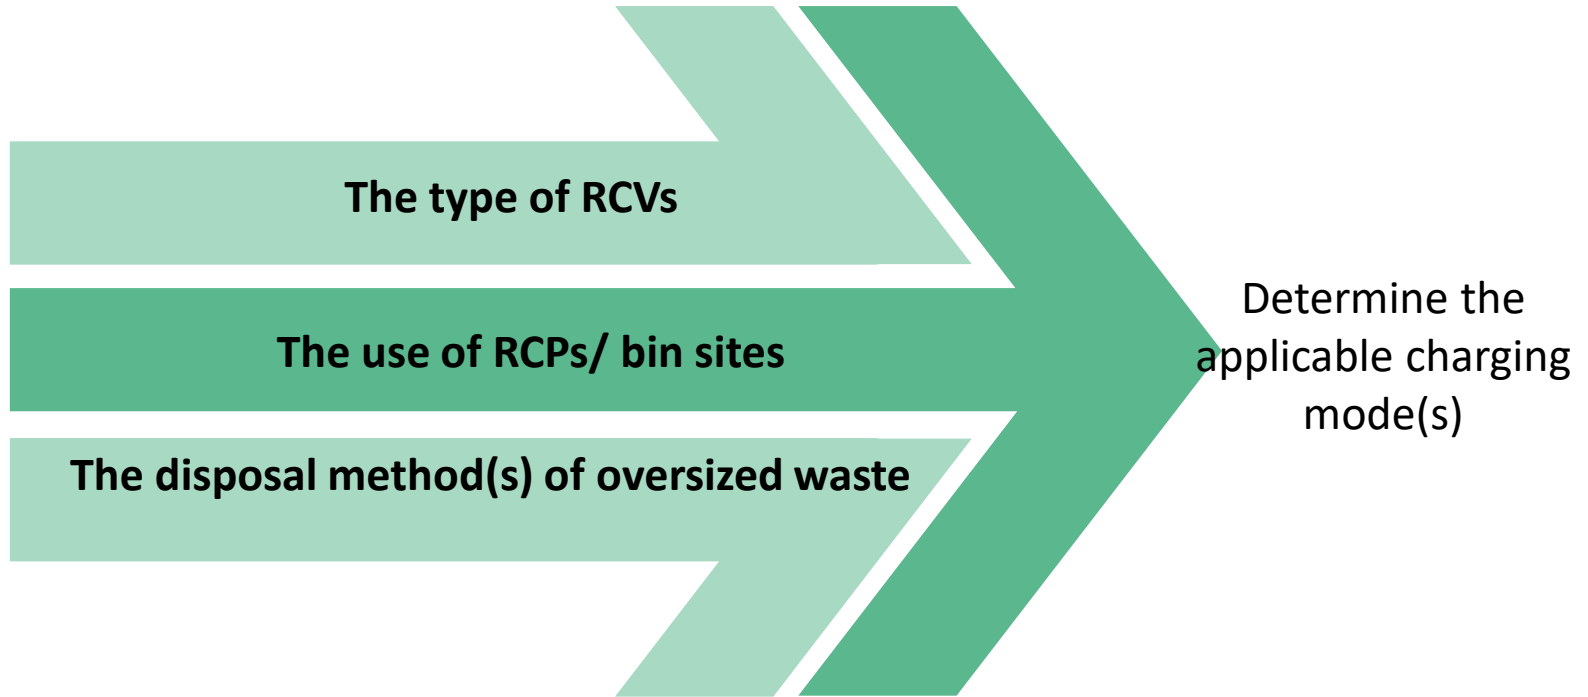 The type of RCVs
The use of RCPs/ bin sites
The disposal method(s) of oversized waste
Determine the
applicable charging
mode(s)